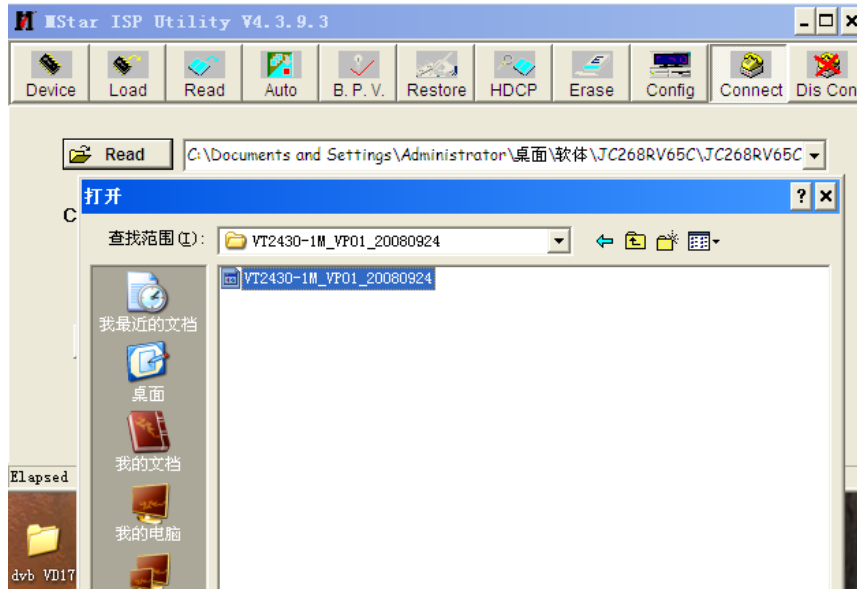 MStar ISP Utility V4.3.9.3
Device Load Read Auto B.P.V. Restore HDCP Erase Config Connect Dis Con
Read C:\Documents and Settings\Administrator\桌面\软体\JC268RV65C\JC268RV65C
打开
C
查找范围(I): VT2430-1M_VP01_20080924
VT2430-1M_VP01_20080924
我最近的文档
桌面
我的文档
Elapsed
我的电脑
dvb VD17